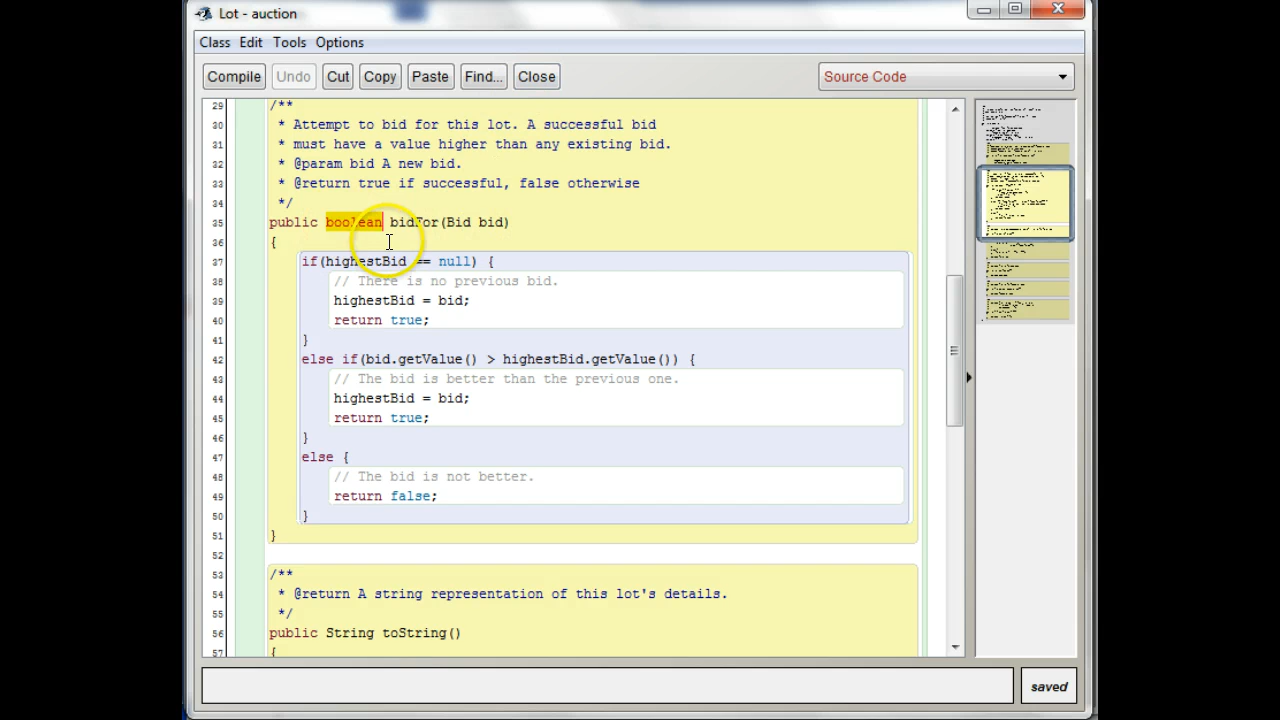 Lot - auction
Class Edit Tools Options
Compile Undo Cut Copy Paste Find... Close Source Code
29 /**
30 * Attempt to bid for this lot. A successful bid
31 * must have a value higher than any existing bid.
32 * @param bid A new bid.
33 * @return true if successful, false otherwise
34 */
35 public boolean bidFor(Bid bid)
36 {
37 if(highestBid == null) {
38 // There is no previous bid.
39 highestBid = bid;
40 return true;
41 }
42 else if(bid.getValue() > highestBid.getValue()) {
43 // The bid is better than the previous one.
44 highestBid = bid;
45 return true;
46 }
47 else {
48 // The bid is not better.
49 return false;
50 }
51 }
52
53 /**
54 * @return A string representation of this lot's details.
55 */
56 public String toString()
57 {
saved